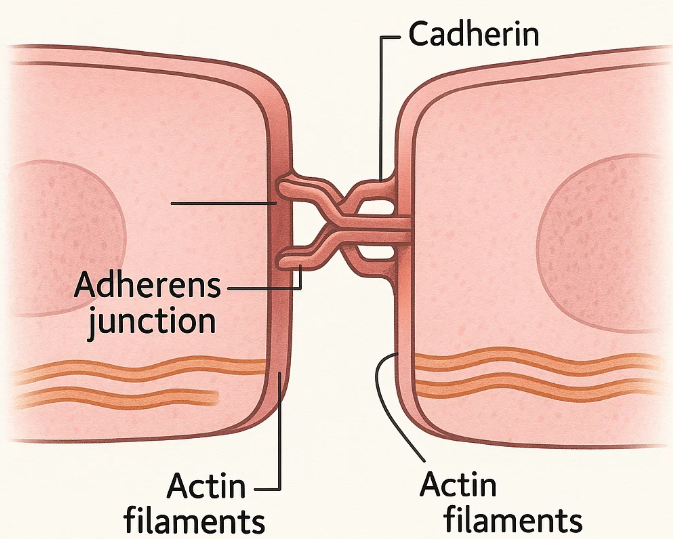 Cadherin
Adherens
junction
Actin
filaments
Actin
filaments